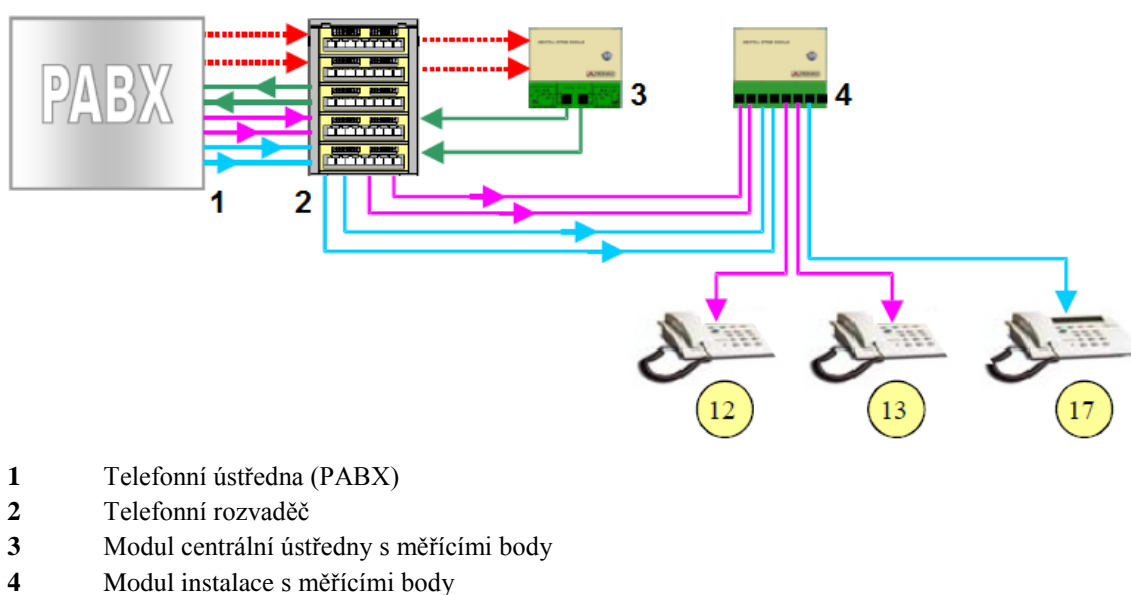 PABX
3
4
1
2
12
13
17
1 Telefonní ústředna (PABX)
2 Telefonní rozvaděč
3 Modul centrální ústředny s měřícími body
4 Modul instalace s měřícími body